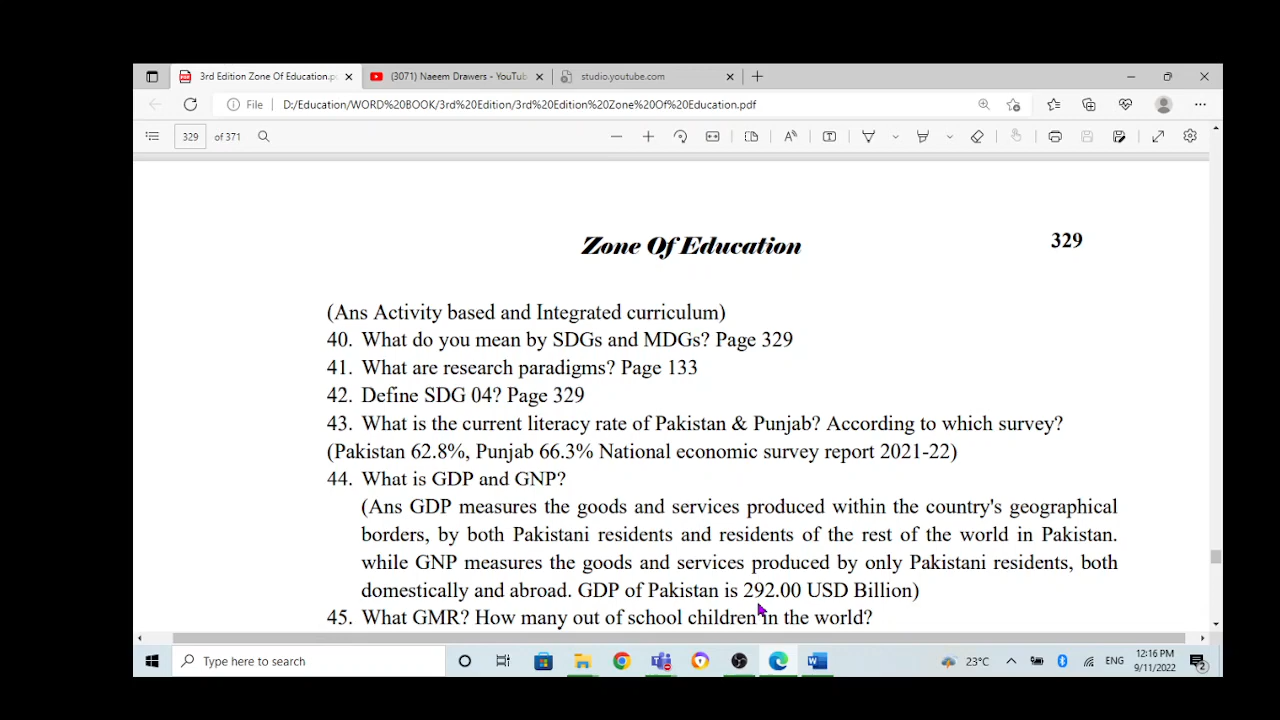 3rd Edition Zone Of Education.p
(3071) Naeem Drawers - YouTub
studio.youtube.com
File
D:/Education/WORD%20BOOK/3rd%20Edition/3rd%20Edition%20Zone%20Of%20Education.pdf
329
of 371
Zone Of Education
329
(Ans Activity based and Integrated curriculum)
40. What do you mean by SDGs and MDGs? Page 329
41. What are research paradigms? Page 133
42. Define SDG 04? Page 329
43. What is the current literacy rate of Pakistan & Punjab? According to which survey?
(Pakistan 62.8%, Punjab 66.3% National economic survey report 2021-22)
44. What is GDP and GNP?
(Ans GDP measures the goods and services produced within the country's geographical
borders, by both Pakistani residents and residents of the rest of the world in Pakistan.
while GNP measures the goods and services produced by only Pakistani residents, both
domestically and abroad. GDP of Pakistan is 292.00 USD Billion)
45. What GMR? How many out of school children in the world?
Type here to search
23°C
ENG
12:16 PM
9/11/2022
2